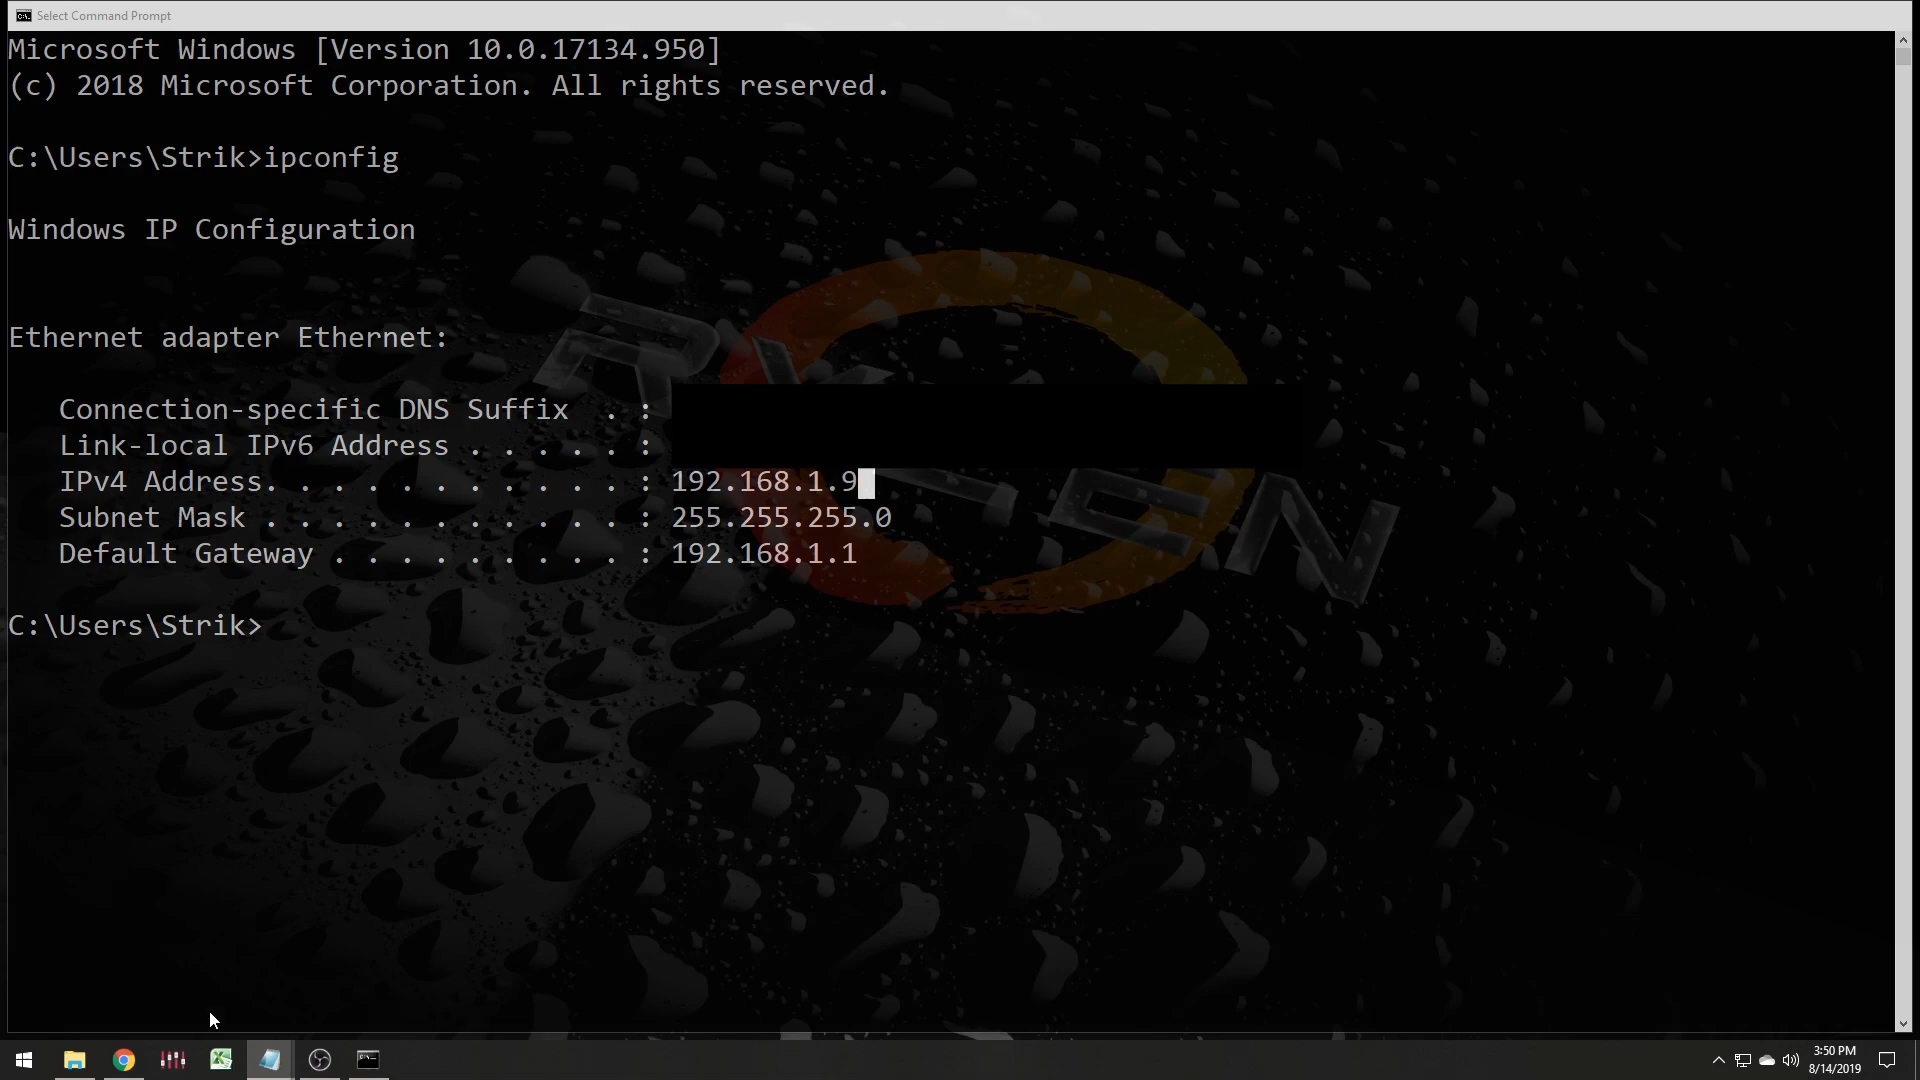 Select Command Prompt
Microsoft Windows [Version 10.0.17134.950]
(c) 2018 Microsoft Corporation. All rights reserved.
C:\Users\Strik>ipconfig
Windows IP Configuration
Ethernet adapter Ethernet:
Connection-specific DNS Suffix  . :
Link-local IPv6 Address . . . . . :
IPv4 Address. . . . . . . . . . . : 192.168.1.9
Subnet Mask . . . . . . . . . . . : 255.255.255.0
Default Gateway . . . . . . . . . : 192.168.1.1
C:\Users\Strik>
3:50 PM
8/14/2019